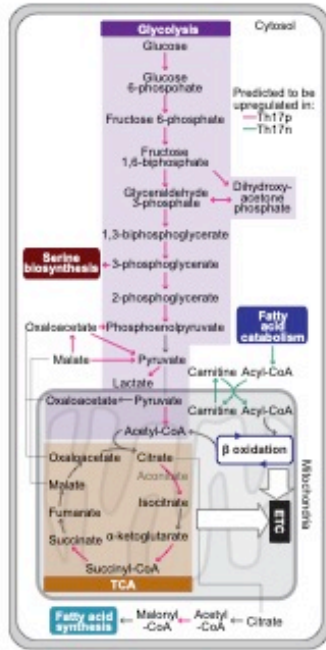 Glycolysis
Cytosol
Glucose
Glucose
6-phospohate
Fructose 6-phosphate
Predicted to be
upregulated in:
Th17p
Th17n
Fructose
1,6-biphosphate
Glyceraldehyde
3-phosphate
Dihydroxy-
acetone
phosphate
1,3-biphosphoglycerate
Serine
biosynthesis
3-phosphoglycerate
2-phosphoglycerate
Oxaloacetate
Phosphoenolpyruvate
Fatty
acid
catabolism
Malate
Pyruvate
Lactate
Carnitine
Acyl-CoA
Oxaloacetate
Pyruvate
Carnitine
Acyl-CoA
Acetyl-CoA
β oxidation
Oxaloacetate
Citrate
Aconitate
Malate
Isocitrate
Fumarate
ETC
Mitochondria
Succinate
α-ketoglutarate
Succinyl-CoA
TCA
Fatty acid
synthesis
Malonyl
-CoA
Acetyl
-CoA
Citrate